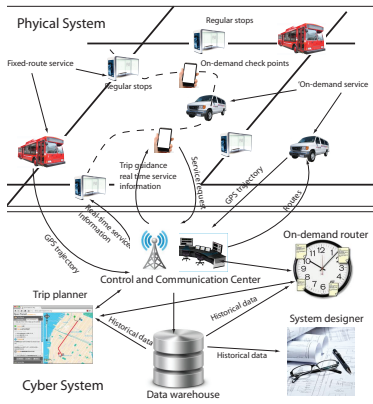 Phyical System
Regular stops
Fixed-route service
On-demand check points
Regular stops
'On-demand service
Trip guidance
real time service
information
Service request
GPS trajectory
Routes
Real-time service
information
GPS trajectory
On-demand router
Control and Communication Center
Trip planner
Historical data
Historical data
System designer
Historical data
Historical data
Cyber System
Data warehouse